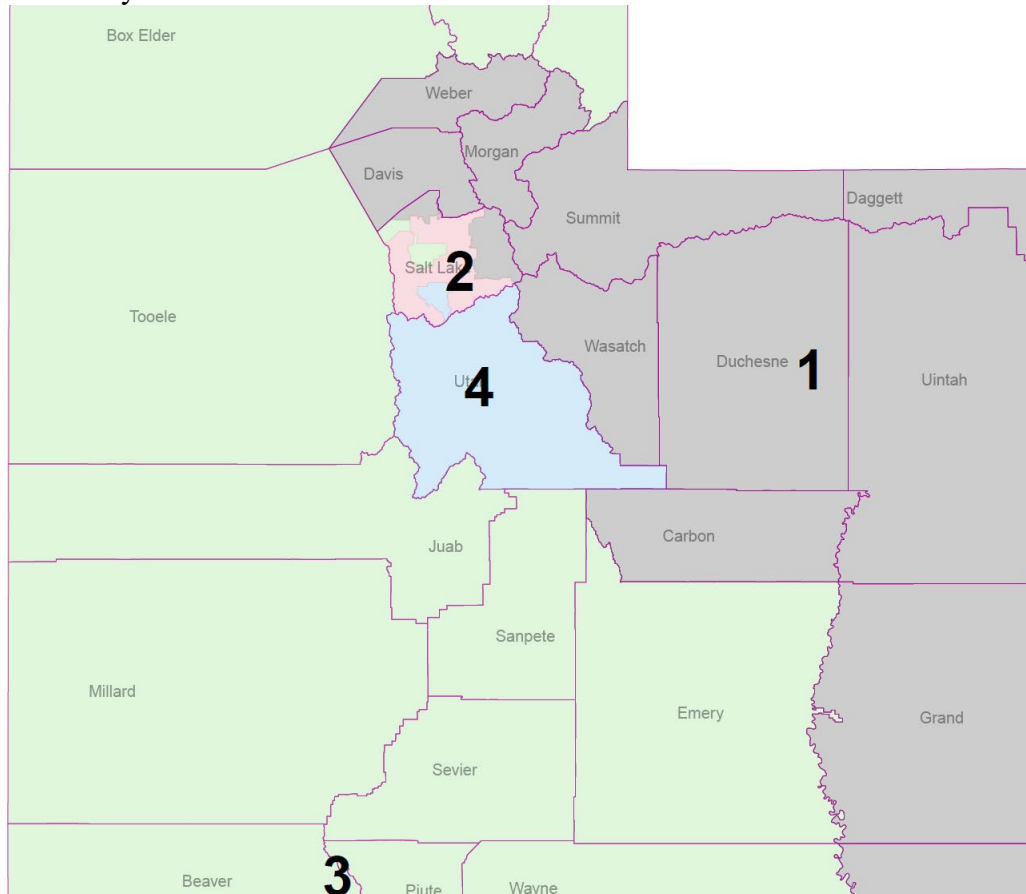 Box Elder
Weber
Morgan
Davis
Daggett
Summit
Salt Lake
2
Tooele
Wasatch
Duchesne
1
Uintah
4
Carbon
Juab
Sanpete
Millard
Emery
Grand
Sevier
Beaver
3
Piute
Wayne